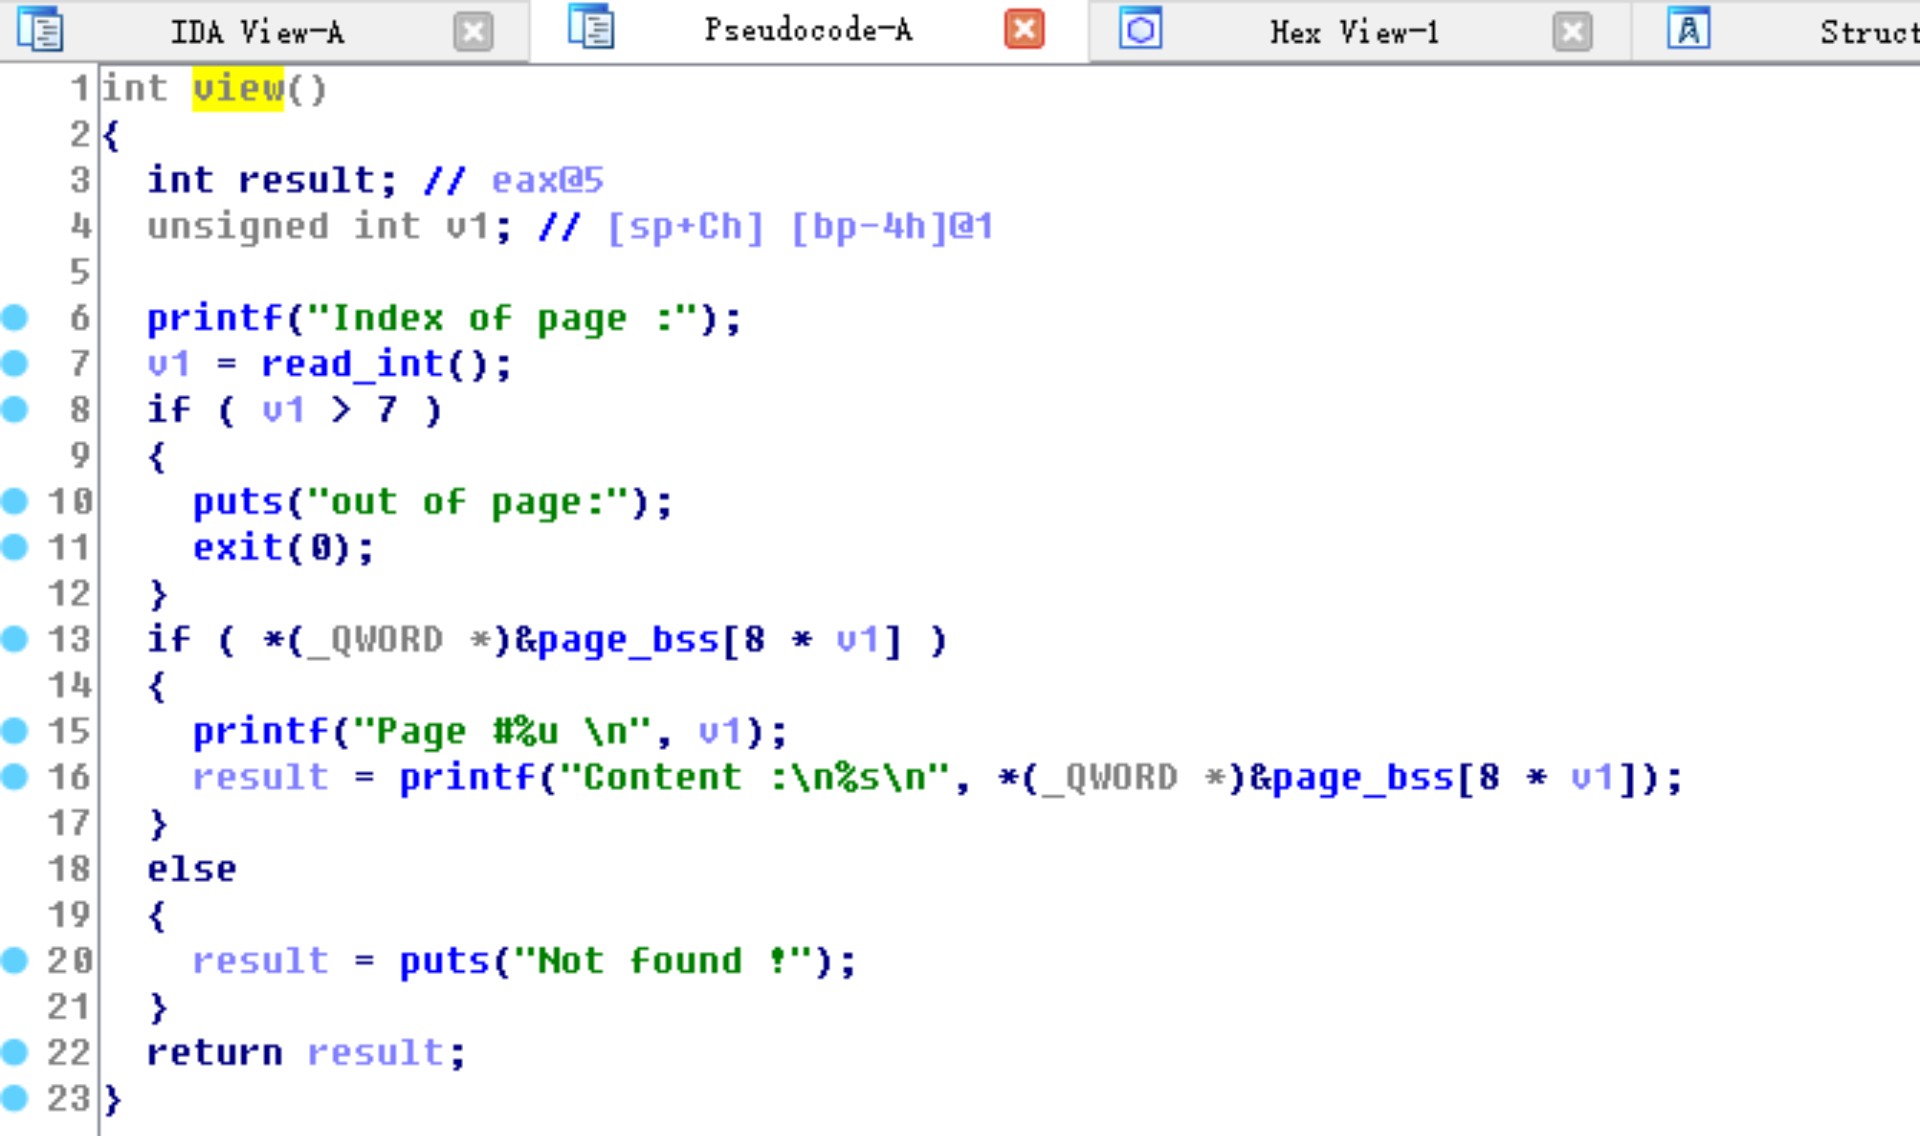 IDA View-A Pseudocode-A Hex View-1 Struct
1 int view()
2 {
3   int result; // eax@5
4   unsigned int v1; // [sp+Ch] [bp-4h]@1
5
6   printf("Index of page :");
7   v1 = read_int();
8   if ( v1 > 7 )
9   {
10     puts("out of page:");
11     exit(0);
12   }
13   if ( *(_QWORD *)&page_bss[8 * v1] )
14   {
15     printf("Page #%u \n", v1);
16     result = printf("Content :\n%s\n", *(_QWORD *)&page_bss[8 * v1]);
17   }
18   else
19   {
20     result = puts("Not found !");
21   }
22   return result;
23 }